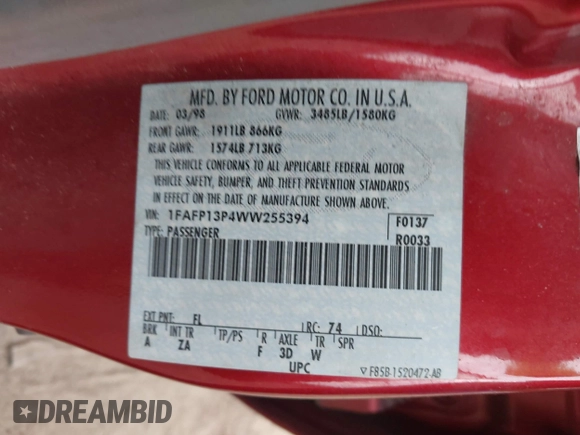 MFD. BY FORD MOTOR CO. IN U.S.A.
DATE: 03/98 GVWR: 3485LB/1580KG
FRONT GAWR: 1911LB 866KG
REAR GAWR: 1574LB 713KG
THIS VEHICLE CONFORMS TO ALL APPLICABLE FEDERAL MOTOR
VEHICLE SAFETY, BUMPER, AND THEFT PREVENTION STANDARDS
IN EFFECT ON THE DATE OF MANUFACTURE SHOWN ABOVE.
VIN: 1FAFP13P4WW255394 F0137
TYPE: PASSENGER R0033
EXT PNT: FL RC: 74 DSO:
BRK INT TR TP/PS R AXLE TR SPR
A ZA F 3D W
UPC ▽ F85B-1520472-AB
DREAMBID